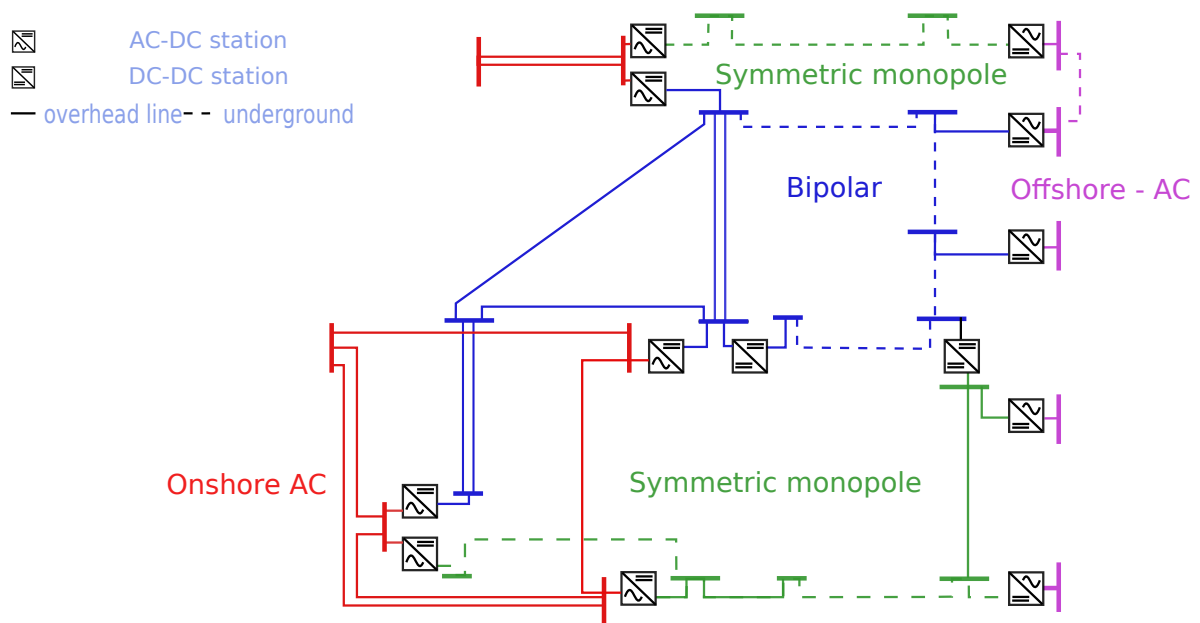 AC-DC station
DC-DC station
overhead line
underground
Symmetric monopole
Bipolar
Offshore - AC
Onshore AC
Symmetric monopole